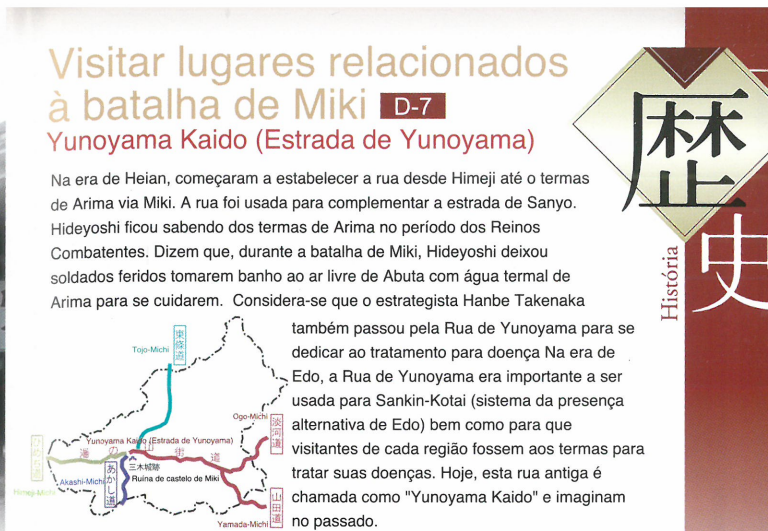 Visitar lugares relacionados
à batalha de Miki D-7
Yunoyama Kaido (Estrada de Yunoyama)
Na era de Heian, começaram a estabelecer a rua desde Himeji até o termas
de Arima via Miki. A rua foi usada para complementar a estrada de Sanyo.
Hideyoshi ficou sabendo dos termas de Arima no período dos Reinos
Combatentes. Dizem que, durante a batalha de Miki, Hideyoshi deixou
soldados feridos tomarem banho ao ar livre de Abuta com água termal de
Arima para se cuidarem. Considera-se que o estrategista Hanbe Takenaka
também passou pela Rua de Yunoyama para se
dedicar ao tratamento para doença Na era de
Edo, a Rua de Yunoyama era importante a ser
usada para Sankin-Kotai (sistema da presença
alternativa de Edo) bem como para que
visitantes de cada região fossem aos termas para
tratar suas doenças. Hoje, esta rua antiga é
chamada como "Yunoyama Kaido" e imaginam
no passado.
Tojo-Michi
東條道
Ogo-Michi
淡河道
Yunoyama Kaido (Estrada de Yunoyama)
湯の山街道
ひめじ道
Himeji-Michi
Akashi-Michi
あかし道
三木城跡
Ruína de castelo de Miki
Yamada-Michi
山田道
歴史
História